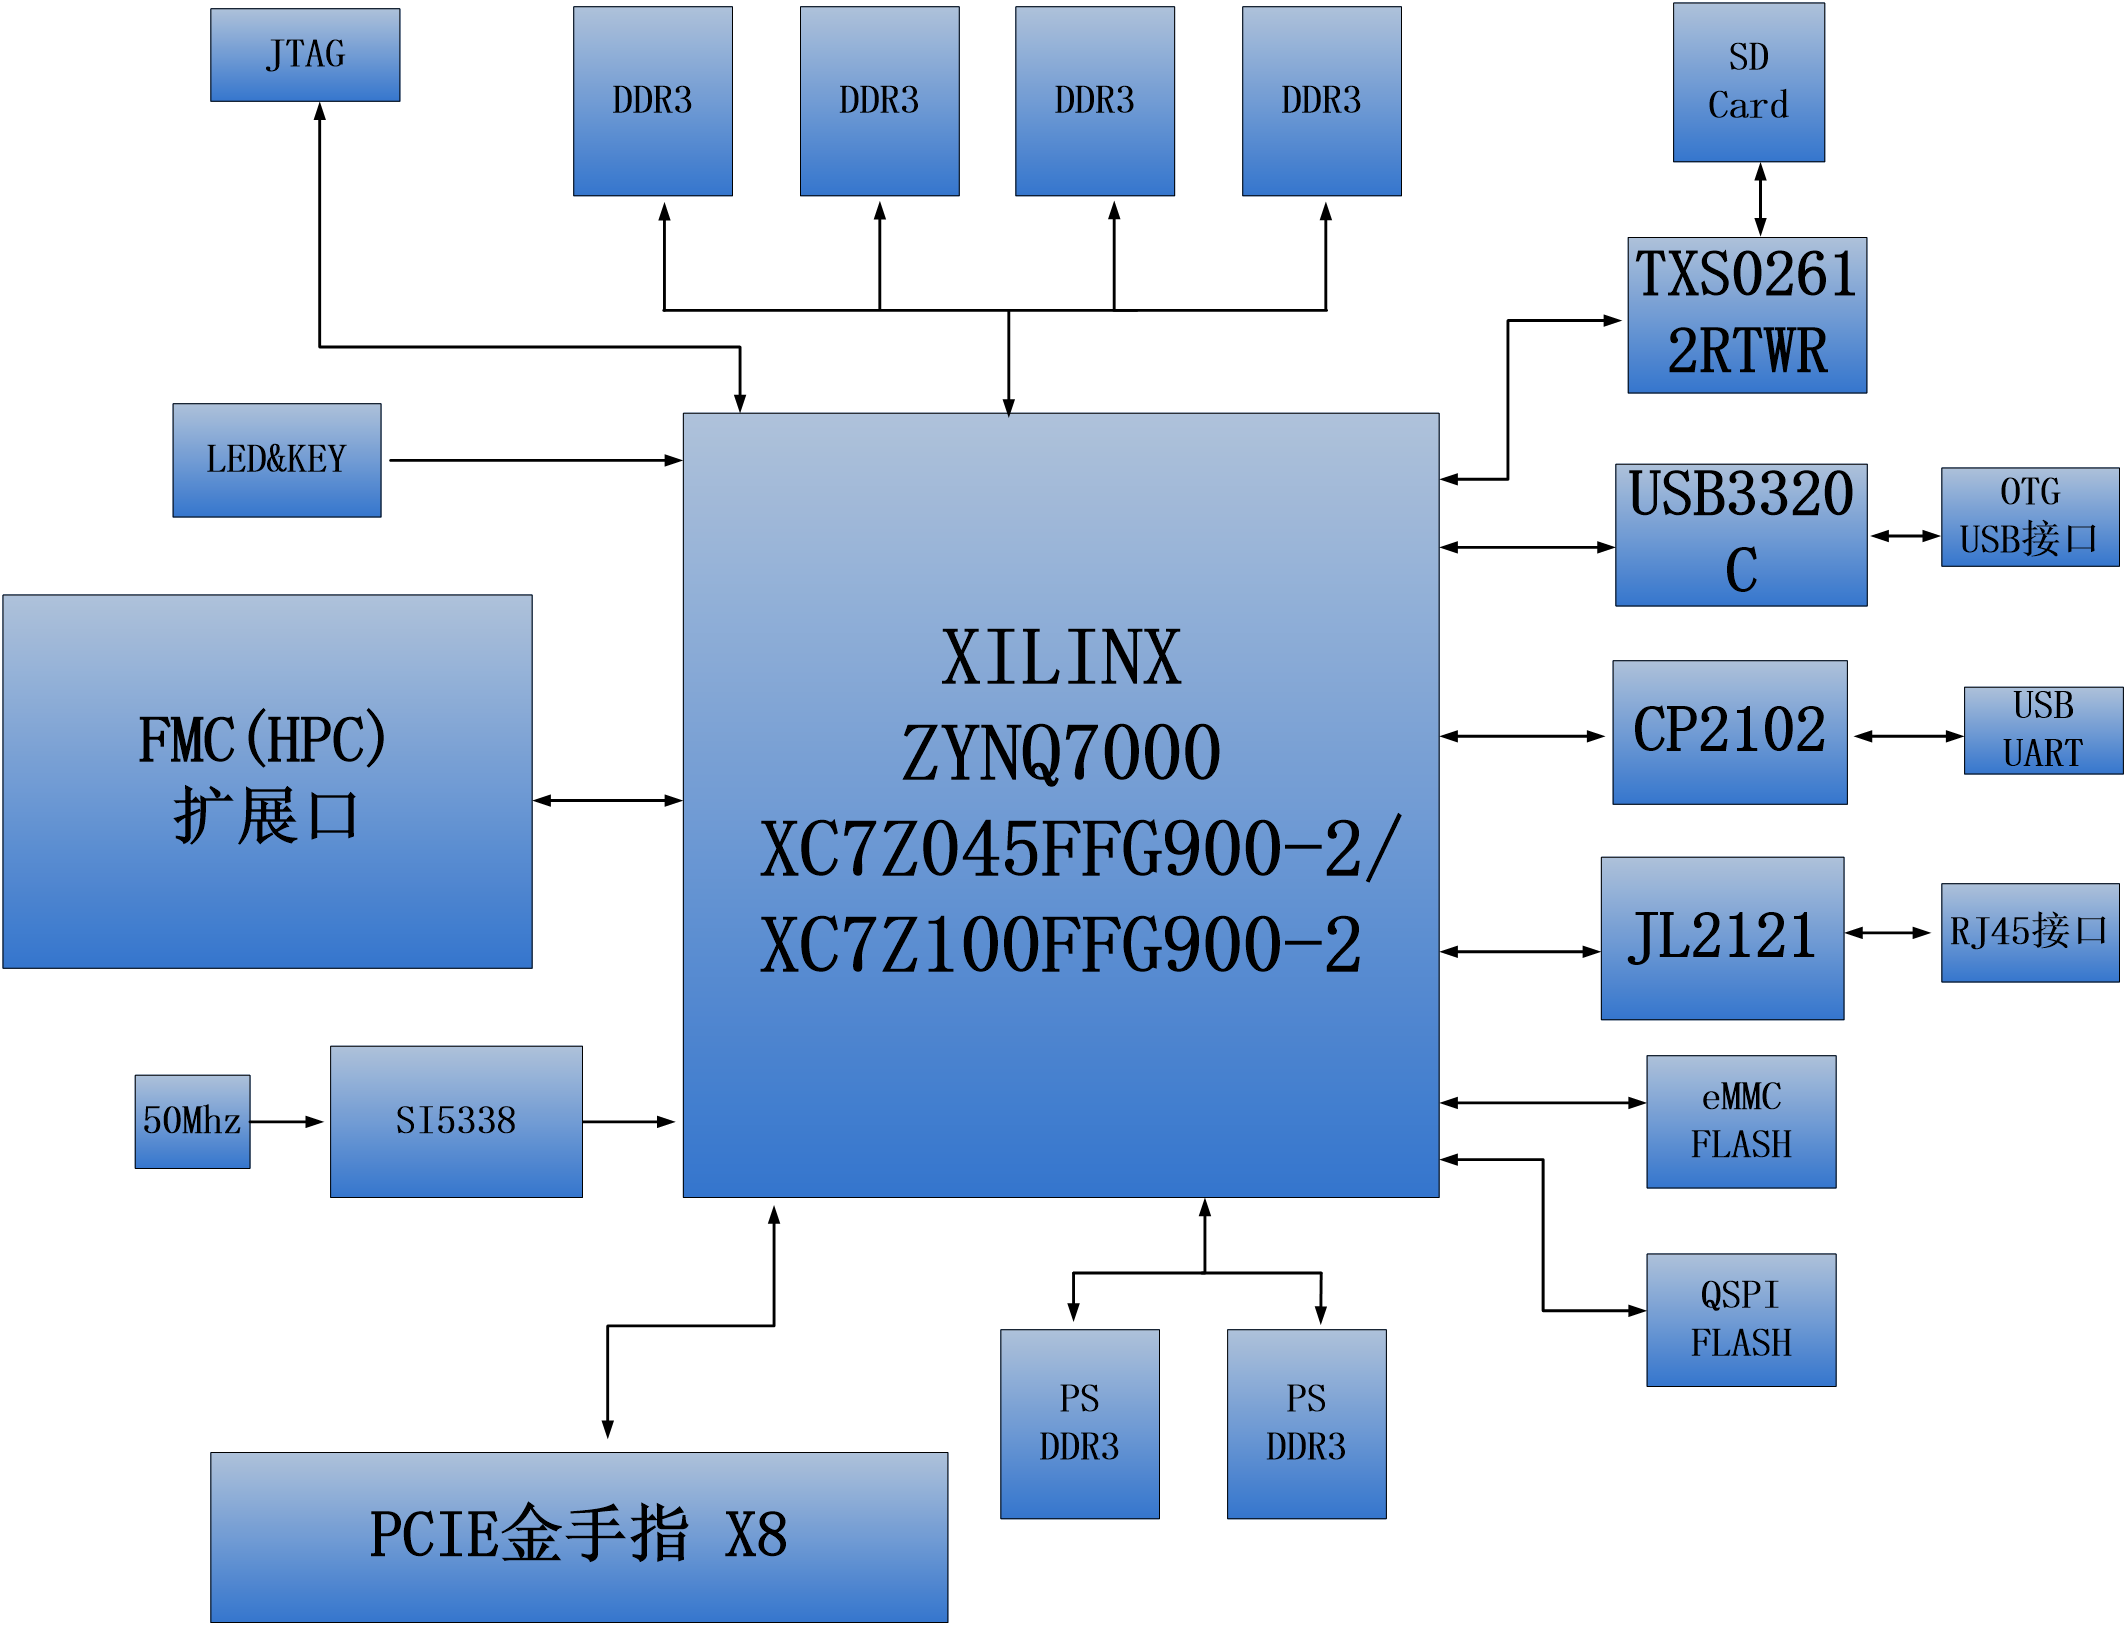 JTAG
DDR3
DDR3
DDR3
DDR3
SD
Card
TXS0261
2RTWR
LED&KEY
USB3320
C
OTG
USB接口
XILINX
ZYNQ7000
XC7Z045FFG900-2/
XC7Z100FFG900-2
FMC(HPC)
扩展口
CP2102
USB
UART
JL2121
RJ45接口
50Mhz
SI5338
eMMC
FLASH
QSPI
FLASH
PS
DDR3
PS
DDR3
PCIE金手指 X8